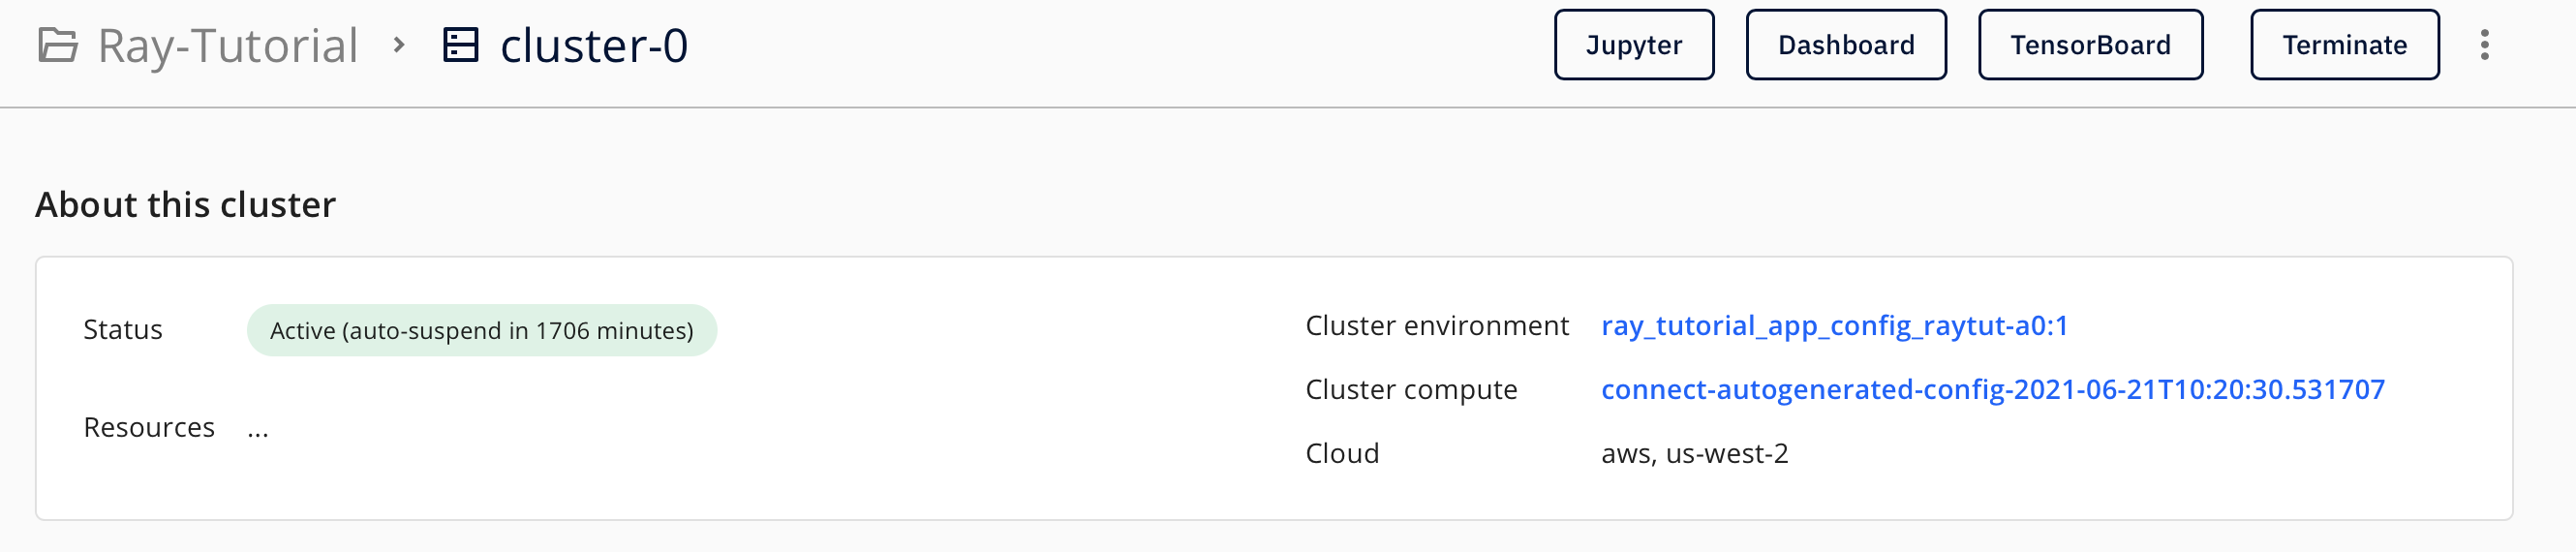 Ray-Tutorial > cluster-0 Jupyter Dashboard TensorBoard Terminate
About this cluster
Status Active (auto-suspend in 1706 minutes)
Resources ...
Cluster environment ray_tutorial_app_config_raytut-a0:1
Cluster compute connect-autogenerated-config-2021-06-21T10:20:30.531707
Cloud aws, us-west-2